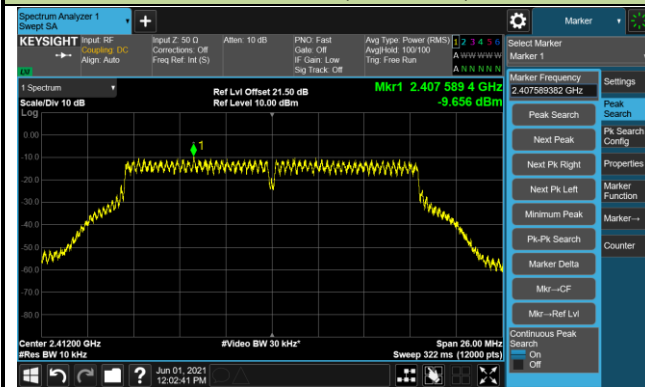 Spectrum Analyzer 1
Swept SA
+
Marker
KEYSIGHT
Input: RF
Coupling: DC
Align: Auto
Input Z: 50 Ω
Corrections: Off
Freq Ref: Int (S)
Atten: 10 dB
PNO: Fast
Gate: Off
IF Gain: Low
Sig Track: Off
Avg Type: Power (RMS)
Avg|Hold: 100/100
Trig: Free Run
1 2 3 4 5 6
A W W W W W
A N N N N N
LXI
Select Marker
Marker 1
1 Spectrum
Scale/Div 10 dB
Log
Ref Lvl Offset 21.50 dB
Ref Level 10.00 dBm
Mkr1 2.407 589 4 GHz
-9.656 dBm
1
0.00
-10.0
-20.0
-30.0
-40.0
-50.0
-60.0
-70.0
-80.0
Center 2.41200 GHz
#Res BW 10 kHz
#Video BW 30 kHz*
Span 26.00 MHz
Sweep 322 ms (12000 pts)
Marker Frequency
2.407589382 GHz
Peak Search
Next Peak
Next Pk Right
Next Pk Left
Minimum Peak
Pk-Pk Search
Marker Delta
Mkr→CF
Mkr→Ref Lvl
Continuous Peak
Search
On
Off
Settings
Peak
Search
Pk Search
Config
Properties
Marker
Function
Marker→
Counter
?
Jun 01, 2021
12:02:41 PM